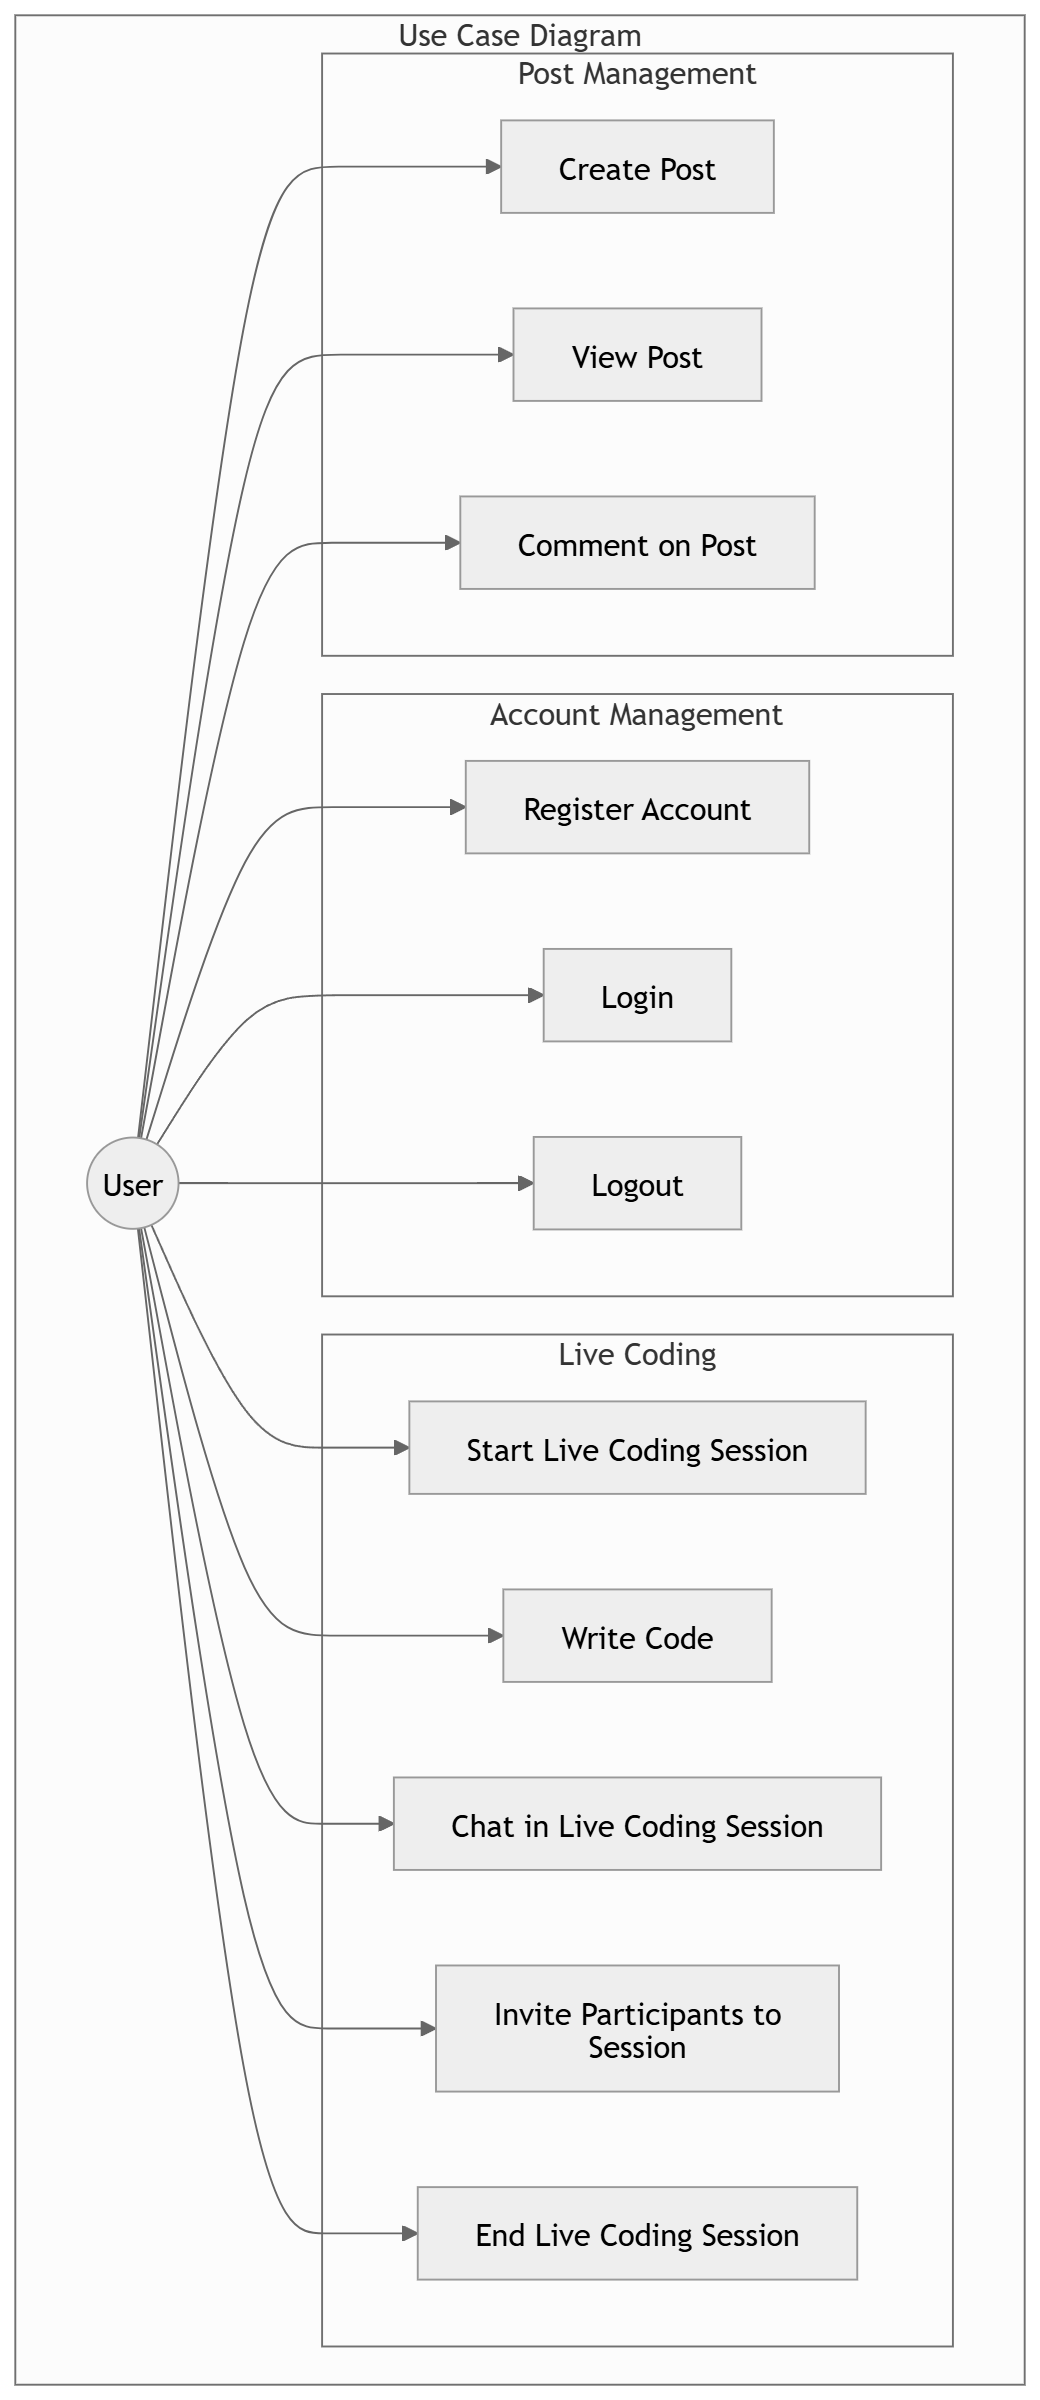 Use Case Diagram
Post Management
Create Post
View Post
Comment on Post
Account Management
Register Account
Login
User
Logout
Live Coding
Start Live Coding Session
Write Code
Chat in Live Coding Session
Invite Participants to
Session
End Live Coding Session